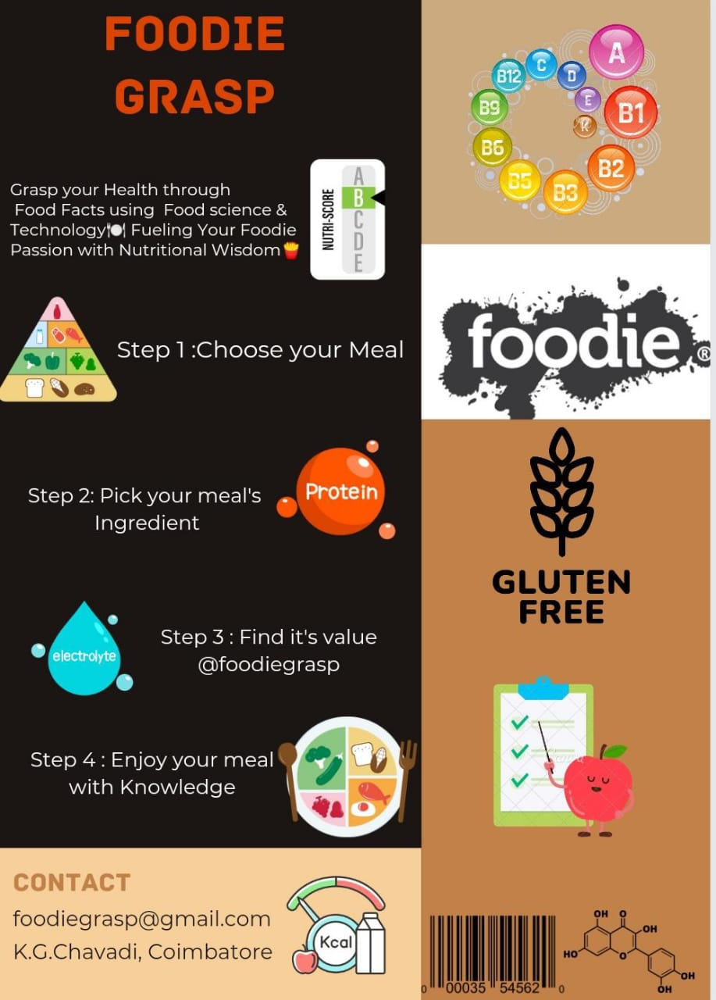 FOODIE
GRASP
Grasp your Health through
Food Facts using Food science &
Technology🍽️ Fueling Your Foodie
Passion with Nutritional Wisdom🍟
NUTRI-SCORE
A
B
C
D
E
Step 1 :Choose your Meal
Step 2: Pick your meal's
Ingredient
Protein
electrolyte
Step 3 : Find it's value
@foodiegrasp
Step 4 : Enjoy your meal
with Knowledge
CONTACT
foodiegrasp@gmail.com
K.G.Chavadi, Coimbatore
Kcal
A
B1
B2
B3
B5
B6
B9
B12
C
D
E
K
foodie®
GLUTEN
FREE
0 00035 54562 0
OH O
OH
HO
O
OH
OH